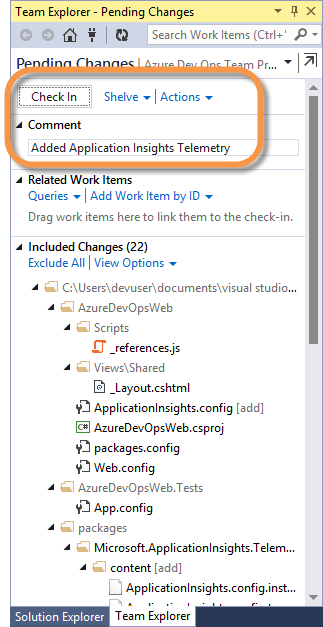 Team Explorer - Pending Changes
Search Work Items (Ctrl+'
Pending Changes | Azure Dev Ops Team Pr...
Check In Shelve Actions
Comment
Added Application Insights Telemetry
Related Work Items
Queries Add Work Item by ID
Drag work items here to link them to the check-in.
Included Changes (22)
Exclude All View Options
C:\Users\devuser\documents\visual studio...
AzureDevOpsWeb
Scripts
_references.js
Views\Shared
_Layout.cshtml
ApplicationInsights.config [add]
C# AzureDevOpsWeb.csproj
packages.config
Web.config
AzureDevOpsWeb.Tests
App.config
packages
Microsoft.ApplicationInsights.Telem...
content [add]
ApplicationInsights.config.inst...
Solution Explorer Team Explorer